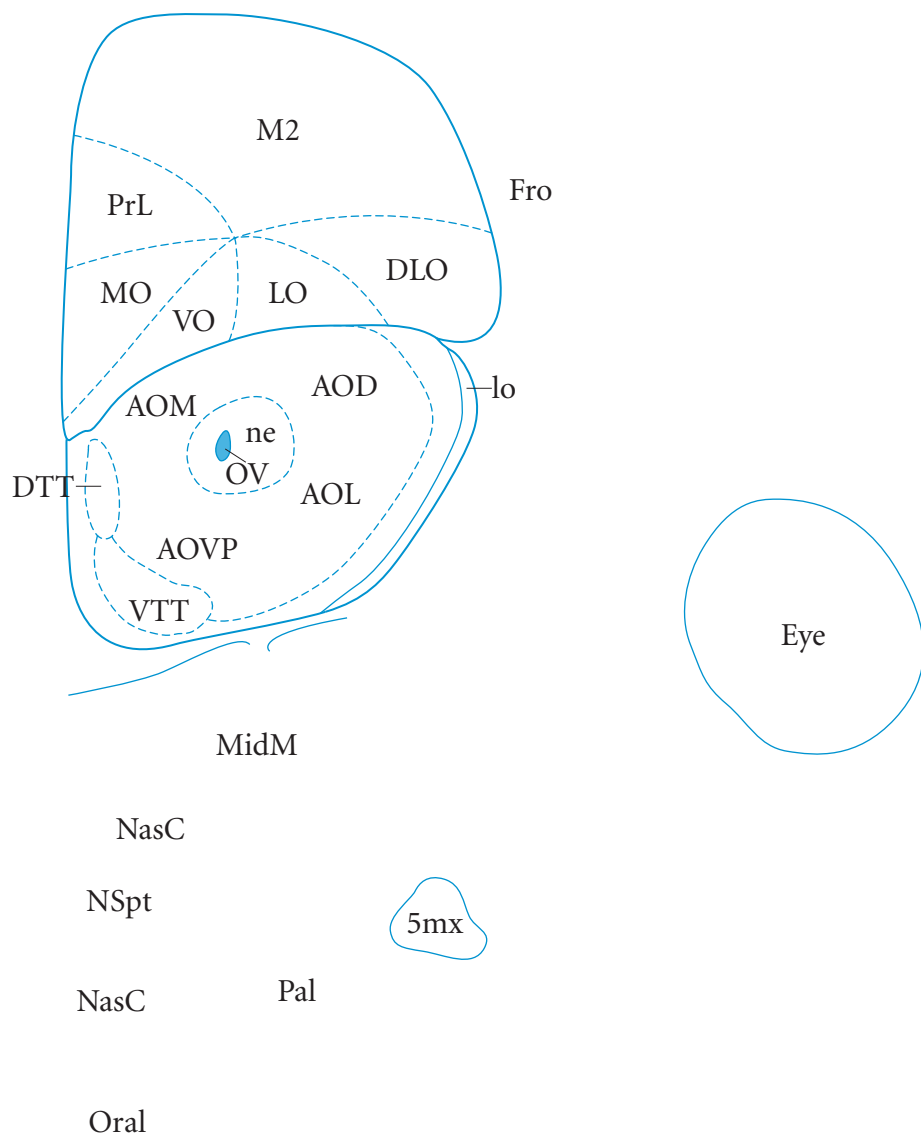 M2
Fro
PrL
DLO
MO
LO
VO
AOD
lo
AOM
ne
OV
DTT
AOL
AOVP
VTT
Eye
MidM
NasC
NSpt
5mx
Pal
NasC
Oral